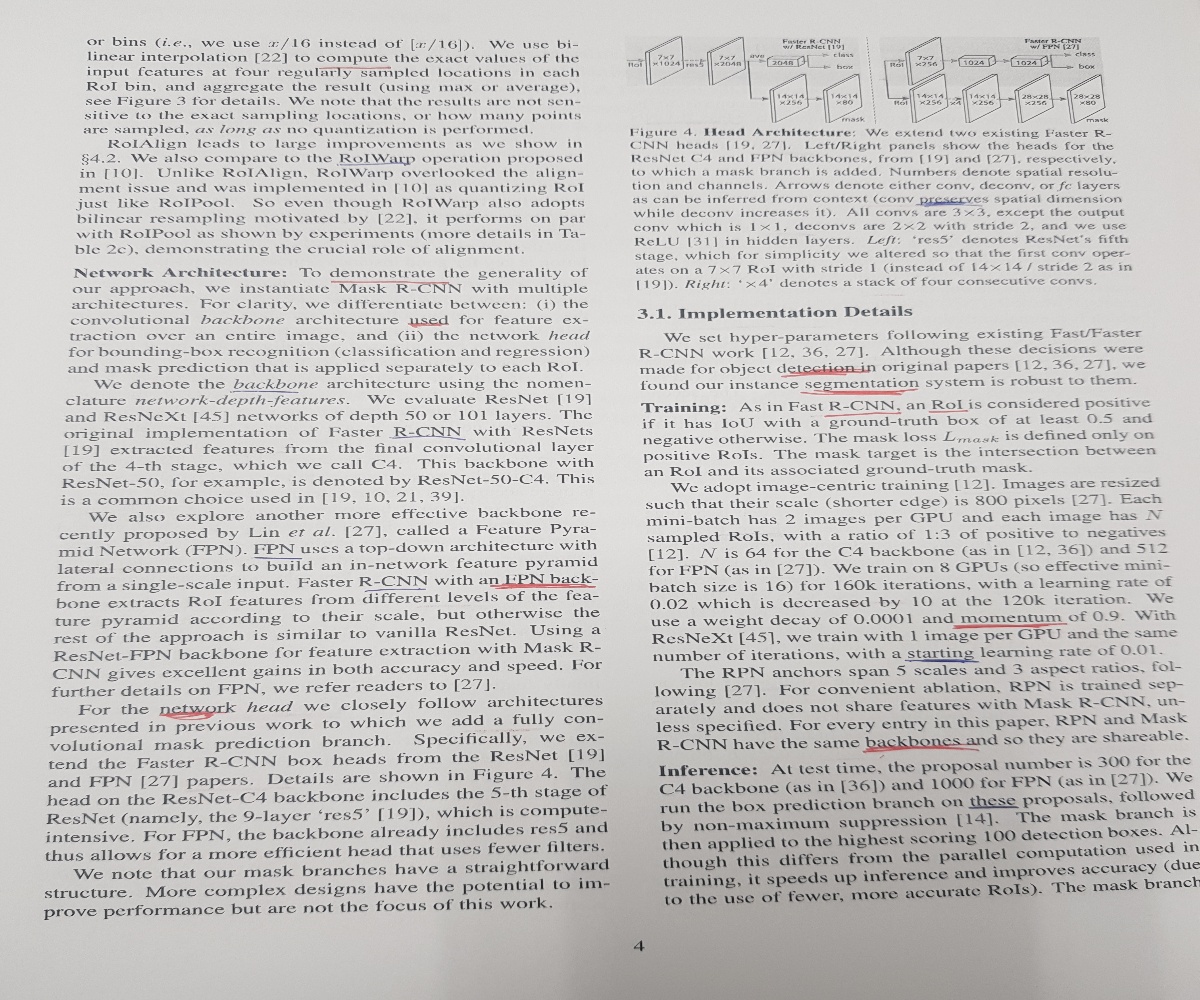 or bins (i.e., we use x/16 instead of [x/16]). We use bi-
linear interpolation [22] to compute the exact values of the
input features at four regularly sampled locations in each
RoI bin, and aggregate the result (using max or average),
see Figure 3 for details. We note that the results are not sen-
sitive to the exact sampling locations, or how many points
are sampled, as long as no quantization is performed.
RoIAlign leads to large improvements as we show in
§4.2. We also compare to the RoIWarp operation proposed
in [10]. Unlike RoIAlign, RoIWarp overlooked the align-
ment issue and was implemented in [10] as quantizing RoI
just like RoIPool. So even though RoIWarp also adopts
bilinear resampling motivated by [22], it performs on par
with RoIPool as shown by experiments (more details in Ta-
ble 2c), demonstrating the crucial role of alignment.
Network Architecture: To demonstrate the generality of
our approach, we instantiate Mask R-CNN with multiple
architectures. For clarity, we differentiate between: (i) the
convolutional backbone architecture used for feature ex-
traction over an entire image, and (ii) the network head
for bounding-box recognition (classification and regression)
and mask prediction that is applied separately to each RoI.
We denote the backbone architecture using the nomen-
clature network-depth-features. We evaluate ResNet [19]
and ResNeXt [45] networks of depth 50 or 101 layers. The
original implementation of Faster R-CNN with ResNets
[19] extracted features from the final convolutional layer
of the 4-th stage, which we call C4. This backbone with
ResNet-50, for example, is denoted by ResNet-50-C4. This
is a common choice used in [19, 10, 21, 39].
We also explore another more effective backbone re-
cently proposed by Lin et al. [27], called a Feature Pyra-
mid Network (FPN). FPN uses a top-down architecture with
lateral connections to build an in-network feature pyramid
from a single-scale input. Faster R-CNN with an FPN back-
bone extracts RoI features from different levels of the fea-
ture pyramid according to their scale, but otherwise the
rest of the approach is similar to vanilla ResNet. Using a
ResNet-FPN backbone for feature extraction with Mask R-
CNN gives excellent gains in both accuracy and speed. For
further details on FPN, we refer readers to [27].
For the network head we closely follow architectures
presented in previous work to which we add a fully con-
volutional mask prediction branch. Specifically, we ex-
tend the Faster R-CNN box heads from the ResNet [19]
and FPN [27] papers. Details are shown in Figure 4. The
head on the ResNet-C4 backbone includes the 5-th stage of
ResNet (namely, the 9-layer 'res5' [19]), which is compute-
intensive. For FPN, the backbone already includes res5 and
thus allows for a more efficient head that uses fewer filters.
We note that our mask branches have a straightforward
structure. More complex designs have the potential to im-
prove performance but are not the focus of this work.
Faster R-CNN
w/ ResNet [19]
RoI 7×7 ×1024 res5 7×7 ×2048 ave 2048 class
box
14×14 ×256 14×14 ×80
mask
Faster R-CNN
w/ FPN [27]
RoI 7×7 ×256 1024 1024 class
box
RoI 14×14 ×256 ×4 14×14 ×256 28×28 ×256 28×28 ×80
mask
Figure 4. Head Architecture: We extend two existing Faster R-
CNN heads [19, 27]. Left/Right panels show the heads for the
ResNet C4 and FPN backbones, from [19] and [27], respectively,
to which a mask branch is added. Numbers denote spatial resolu-
tion and channels. Arrows denote either conv, deconv, or fc layers
as can be inferred from context (conv preserves spatial dimension
while deconv increases it). All convs are 3×3, except the output
conv which is 1×1, deconvs are 2×2 with stride 2, and we use
ReLU [31] in hidden layers. Left: 'res5' denotes ResNet's fifth
stage, which for simplicity we altered so that the first conv oper-
ates on a 7×7 RoI with stride 1 (instead of 14×14 / stride 2 as in
[19]). Right: '×4' denotes a stack of four consecutive convs.
3.1. Implementation Details
We set hyper-parameters following existing Fast/Faster
R-CNN work [12, 36, 27]. Although these decisions were
made for object detection in original papers [12, 36, 27], we
found our instance segmentation system is robust to them.
Training: As in Fast R-CNN, an RoI is considered positive
if it has IoU with a ground-truth box of at least 0.5 and
negative otherwise. The mask loss Lmask is defined only on
positive RoIs. The mask target is the intersection between
an RoI and its associated ground-truth mask.
We adopt image-centric training [12]. Images are resized
such that their scale (shorter edge) is 800 pixels [27]. Each
mini-batch has 2 images per GPU and each image has N
sampled RoIs, with a ratio of 1:3 of positive to negatives
[12]. N is 64 for the C4 backbone (as in [12, 36]) and 512
for FPN (as in [27]). We train on 8 GPUs (so effective mini-
batch size is 16) for 160k iterations, with a learning rate of
0.02 which is decreased by 10 at the 120k iteration. We
use a weight decay of 0.0001 and momentum of 0.9. With
ResNeXt [45], we train with 1 image per GPU and the same
number of iterations, with a starting learning rate of 0.01.
The RPN anchors span 5 scales and 3 aspect ratios, fol-
lowing [27]. For convenient ablation, RPN is trained sep-
arately and does not share features with Mask R-CNN, un-
less specified. For every entry in this paper, RPN and Mask
R-CNN have the same backbones and so they are shareable.
Inference: At test time, the proposal number is 300 for the
C4 backbone (as in [36]) and 1000 for FPN (as in [27]). We
run the box prediction branch on these proposals, followed
by non-maximum suppression [14]. The mask branch is
then applied to the highest scoring 100 detection boxes. Al-
though this differs from the parallel computation used in
training, it speeds up inference and improves accuracy (due
to the use of fewer, more accurate RoIs). The mask branch
4